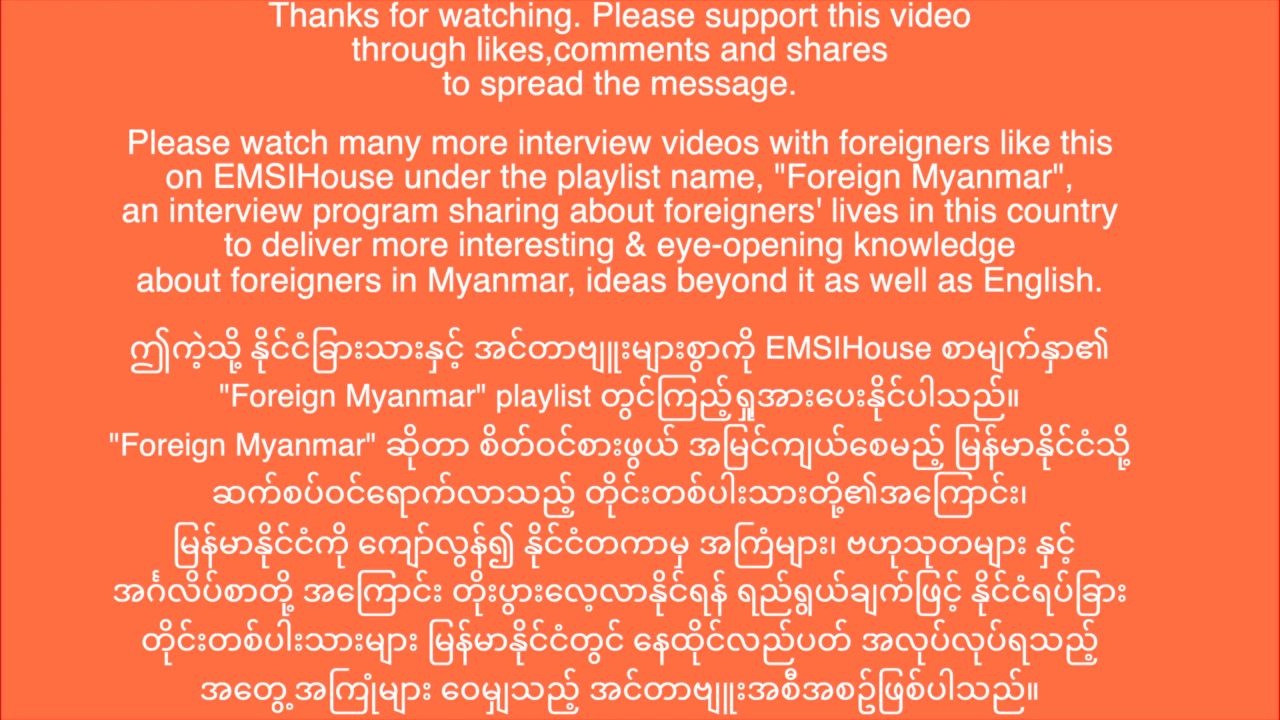 Thanks for watching. Please support this video
through likes,comments and shares
to spread the message.
Please watch many more interview videos with foreigners like this
on EMSIHouse under the playlist name, "Foreign Myanmar",
an interview program sharing about foreigners' lives in this country
to deliver more interesting & eye-opening knowledge
about foreigners in Myanmar, ideas beyond it as well as English.
ဤကဲ့သို့ နိုင်ငံခြားသားနှင့် အင်တာဗျူးများစွာကို EMSIHouse စာမျက်နှာ၏
"Foreign Myanmar" playlist တွင်ကြည့်ရှုအားပေးနိုင်ပါသည်။
"Foreign Myanmar" ဆိုတာ စိတ်ဝင်စားဖွယ် အမြင်ကျယ်စေမည့် မြန်မာနိုင်ငံသို့
ဆက်စပ်ဝင်ရောက်လာသည့် တိုင်းတစ်ပါးသားတို့၏အကြောင်း၊
မြန်မာနိုင်ငံကို ကျော်လွန်၍ နိုင်ငံတကာမှ အကြံများ၊ ဗဟုသုတများ နှင့်
အင်္ဂလိပ်စာတို့ အကြောင်း တိုးပွားလေ့လာနိုင်ရန် ရည်ရွယ်ချက်ဖြင့် နိုင်ငံရပ်ခြား
တိုင်းတစ်ပါးသားများ မြန်မာနိုင်ငံတွင် နေထိုင်လည်ပတ် အလုပ်လုပ်ရသည့်
အတွေ့အကြုံများ ဝေမျှသည့် အင်တာဗျူးအစီအစဉ်ဖြစ်ပါသည်။